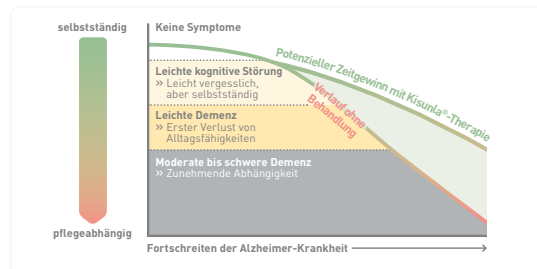 selbstständig
Keine Symptome
Potenzieller Zeitgewinn mit Kisunla®-Therapie
Leichte kognitive Störung
» Leicht vergesslich,
aber selbstständig
Verlauf ohne
Behandlung
Leichte Demenz
» Erster Verlust von
Alltagsfähigkeiten
Moderate bis schwere Demenz
» Zunehmende Abhängigkeit
pflegeabhängig
Fortschreiten der Alzheimer-Krankheit